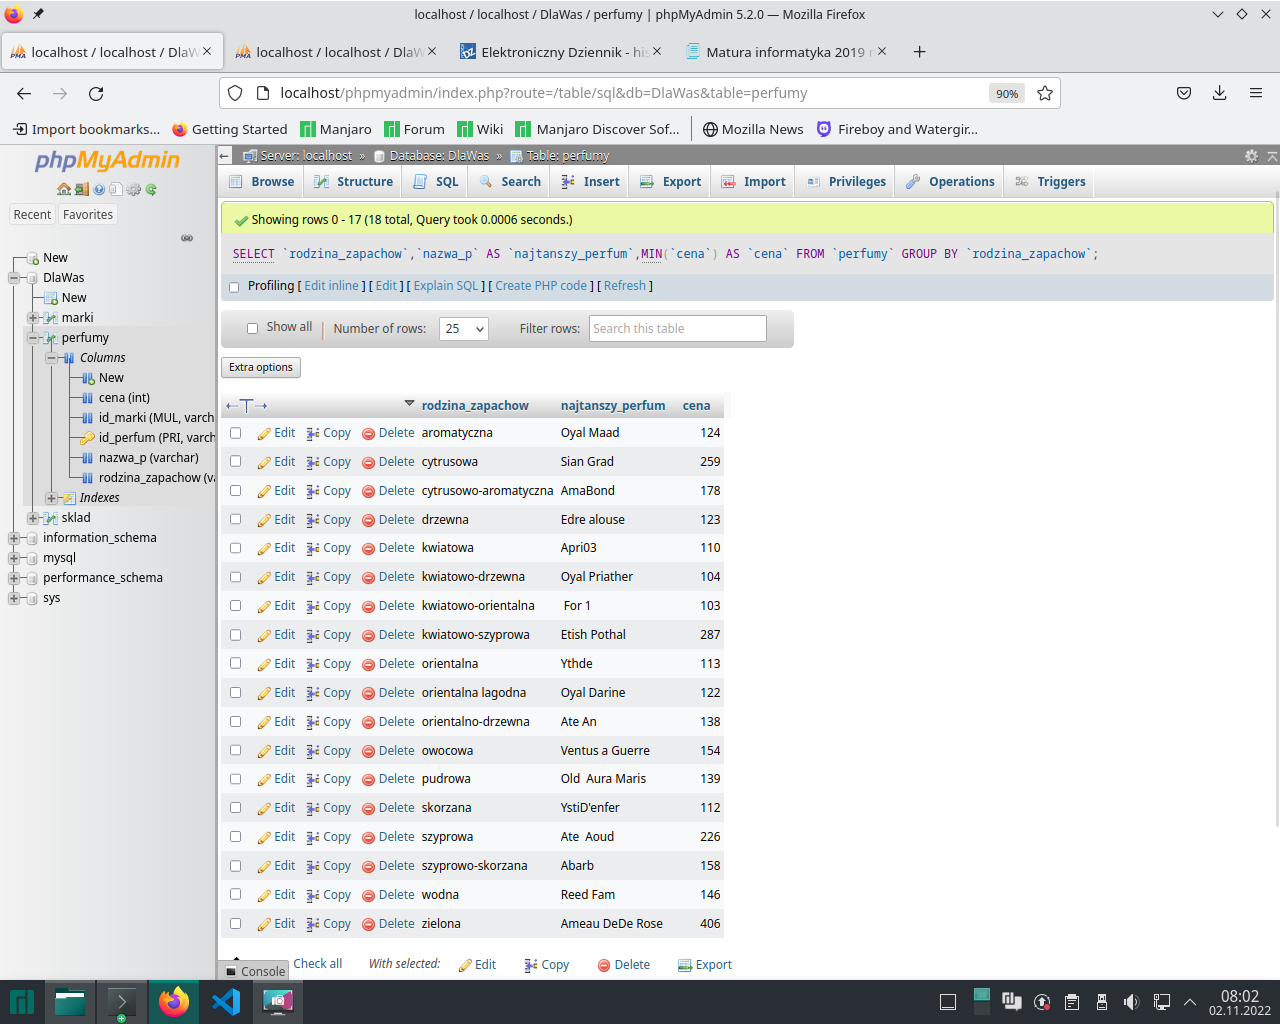 localhost / localhost / DlaWas / perfumy | phpMyAdmin 5.2.0 — Mozilla Firefox
localhost / localhost / DlaW
localhost / localhost / DlaW
Elektroniczny Dziennik - his
Matura informatyka 2019 r
localhost/phpmyadmin/index.php?route=/table/sql&db=DlaWas&table=perfumy
90%
Import bookmarks...
Getting Started
Manjaro
Forum
Wiki
Manjaro Discover Sof...
Mozilla News
Fireboy and Watergir...
phpMyAdmin
Recent
Favorites
New
DlaWas
New
marki
perfumy
Columns
New
cena (int)
id_marki (MUL, varch
id_perfum (PRI, varch
nazwa_p (varchar)
rodzina_zapachow (va
Indexes
sklad
information_schema
mysql
performance_schema
sys
Server: localhost » Database: DlaWas » Table: perfumy
Browse Structure SQL Search Insert Export Import Privileges Operations Triggers
Showing rows 0 - 17 (18 total, Query took 0.0006 seconds.)
SELECT `rodzina_zapachow`,`nazwa_p` AS `najtanszy_perfum`,MIN(`cena`) AS `cena` FROM `perfumy` GROUP BY `rodzina_zapachow`;
Profiling [ Edit inline ] [ Edit ] [ Explain SQL ] [ Create PHP code ] [ Refresh ]
Show all Number of rows: 25 Filter rows: Search this table
Extra options
rodzina_zapachow najtanszy_perfum cena
Edit Copy Delete aromatyczna Oyal Maad 124
Edit Copy Delete cytrusowa Sian Grad 259
Edit Copy Delete cytrusowo-aromatyczna AmaBond 178
Edit Copy Delete drzewna Edre alouse 123
Edit Copy Delete kwiatowa Apri03 110
Edit Copy Delete kwiatowo-drzewna Oyal Priather 104
Edit Copy Delete kwiatowo-orientalna For 1 103
Edit Copy Delete kwiatowo-szyprowa Etish Pothal 287
Edit Copy Delete orientalna Ythde 113
Edit Copy Delete orientalna lagodna Oyal Darine 122
Edit Copy Delete orientalno-drzewna Ate An 138
Edit Copy Delete owocowa Ventus a Guerre 154
Edit Copy Delete pudrowa Old  Aura Maris 139
Edit Copy Delete skorzana YstiD'enfer 112
Edit Copy Delete szyprowa Ate  Aoud 226
Edit Copy Delete szyprowo-skorzana Abarb 158
Edit Copy Delete wodna Reed Fam 146
Edit Copy Delete zielona Ameau DeDe Rose 406
Check all With selected: Edit Copy Delete Export
Console
08:02
02.11.2022